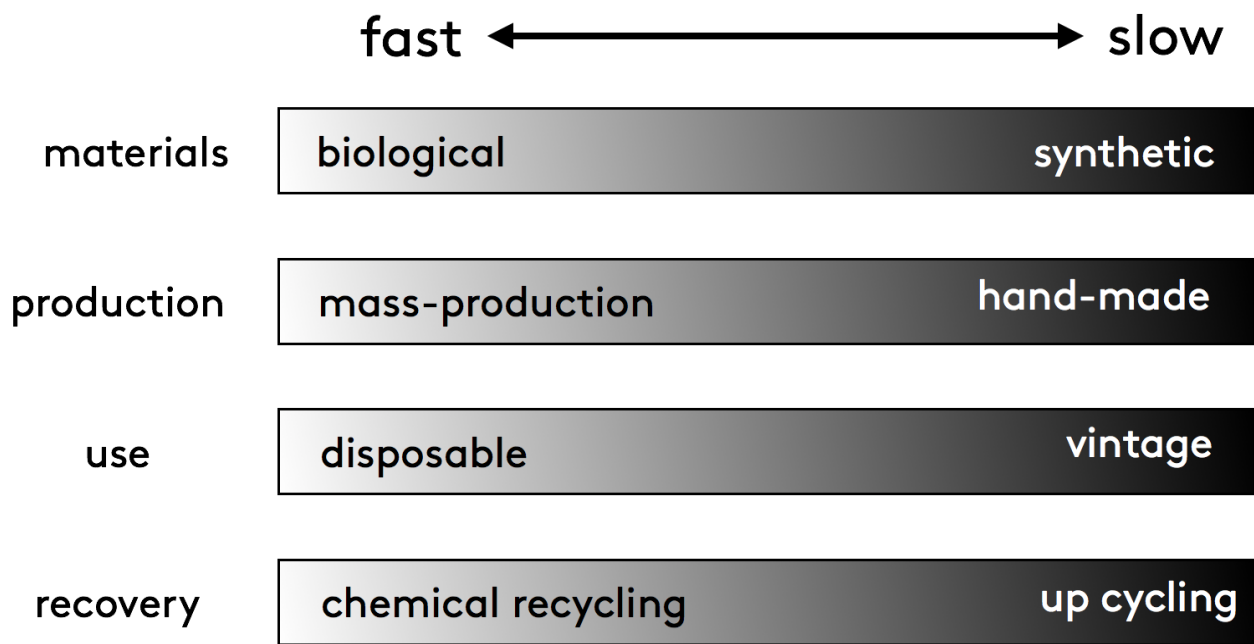 fast slow
materials biological synthetic
production mass-production hand-made
use disposable vintage
recovery chemical recycling up cycling